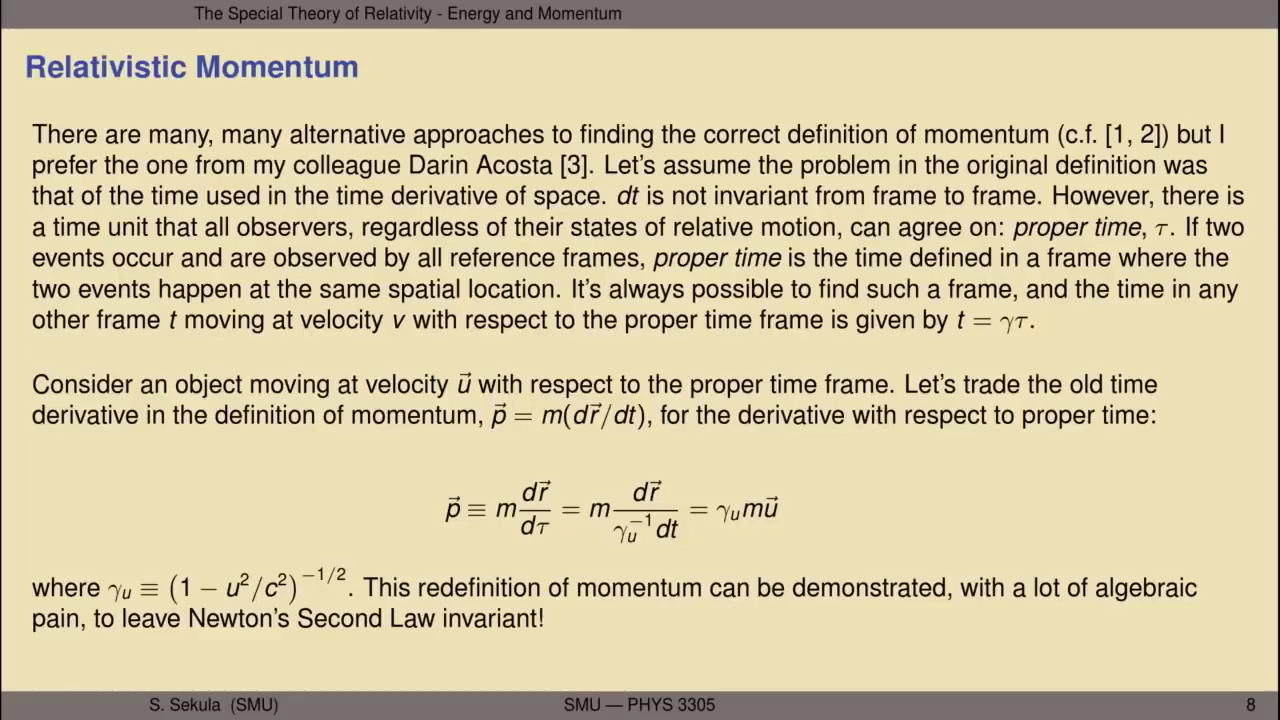 The Special Theory of Relativity - Energy and Momentum
Relativistic Momentum
There are many, many alternative approaches to finding the correct definition of momentum (c.f. [1, 2]) but I
prefer the one from my colleague Darin Acosta [3]. Let's assume the problem in the original definition was
that of the time used in the time derivative of space. dt is not invariant from frame to frame. However, there is
a time unit that all observers, regardless of their states of relative motion, can agree on: proper time, τ. If two
events occur and are observed by all reference frames, proper time is the time defined in a frame where the
two events happen at the same spatial location. It's always possible to find such a frame, and the time in any
other frame t moving at velocity v with respect to the proper time frame is given by t = γτ.
Consider an object moving at velocity u⃗ with respect to the proper time frame. Let's trade the old time
derivative in the definition of momentum, p⃗ = m(dr⃗/dt), for the derivative with respect to proper time:
p⃗ ≡ m dr⃗/dτ = m dr⃗/(γᵤ⁻¹dt) = γᵤmu⃗
where γᵤ ≡ (1 − u²/c²)^(−1/2). This redefinition of momentum can be demonstrated, with a lot of algebraic
pain, to leave Newton's Second Law invariant!
S. Sekula (SMU)
SMU — PHYS 3305
8